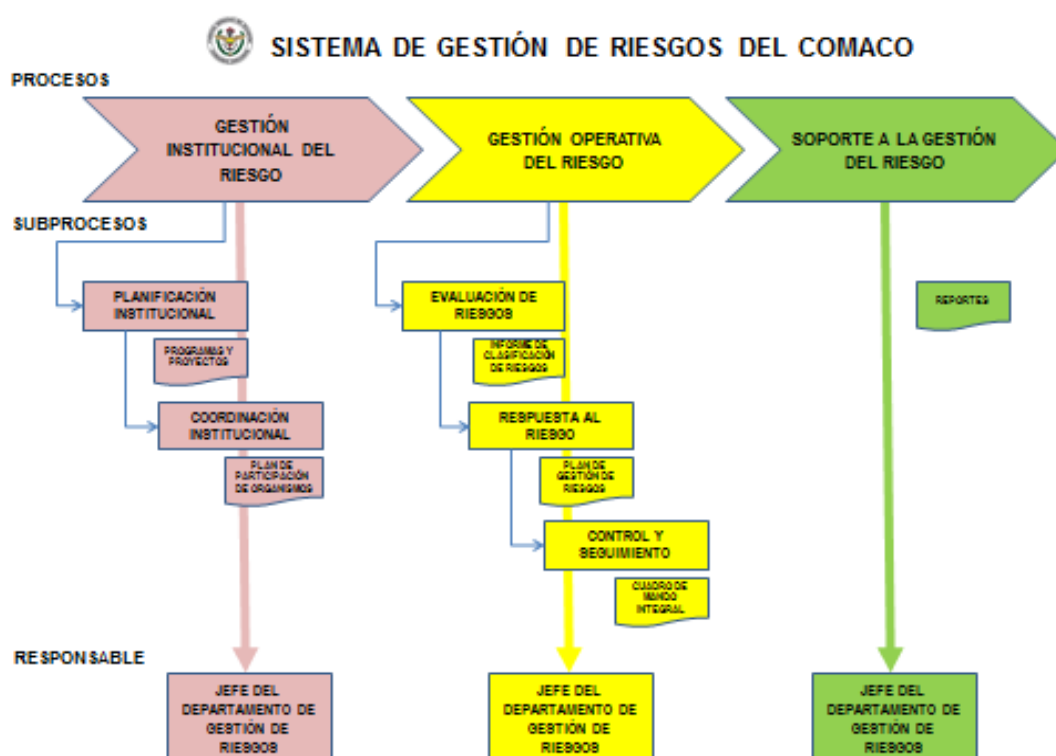 SISTEMA DE GESTIÓN DE RIESGOS DEL COMACO
PROCESOS
GESTIÓN
INSTITUCIONAL DEL
RIESGO
GESTIÓN OPERATIVA
DEL RIESGO
SOPORTE A LA GESTIÓN
DEL RIESGO
SUBPROCESOS
PLANIFICACIÓN
INSTITUCIONAL
PROGRAMAS Y
PROYECTOS
COORDINACIÓN
INSTITUCIONAL
PLAN DE
PARTICIPACIÓN
DE ORGANISMOS
EVALUACIÓN DE
RIESGOS
INFORME DE
CLASIFICACIÓN
DE RIESGOS
RESPUESTA AL
RIESGO
PLAN DE
GESTIÓN DE
RIESGOS
CONTROL Y
SEGUIMIENTO
CUADRO DE
MANDO
INTEGRAL
REPORTES
RESPONSABLE
JEFE DEL
DEPARTAMENTO DE
GESTIÓN DE
RIESGOS
JEFE DEL
DEPARTAMENTO DE
GESTIÓN DE
RIESGOS
JEFE DEL
DEPARTAMENTO DE
GESTIÓN DE
RIESGOS